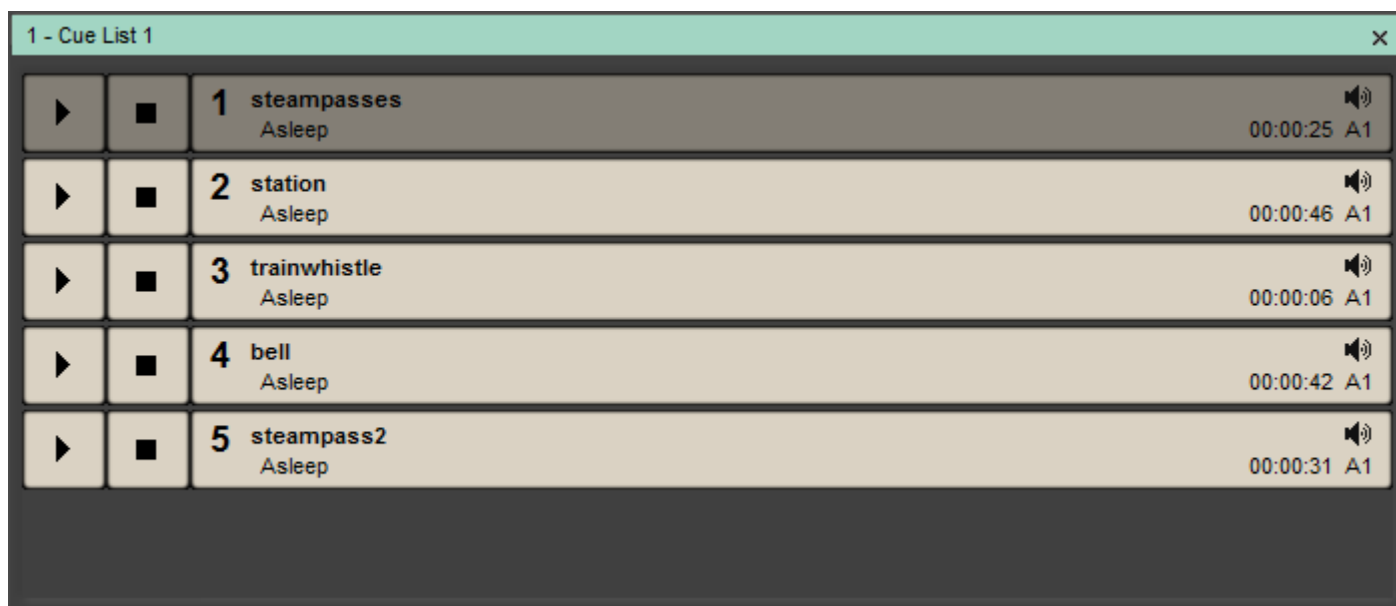 1 - Cue List 1
1 steampasses
Asleep 00:00:25 A1
2 station
Asleep 00:00:46 A1
3 trainwhistle
Asleep 00:00:06 A1
4 bell
Asleep 00:00:42 A1
5 steampass2
Asleep 00:00:31 A1